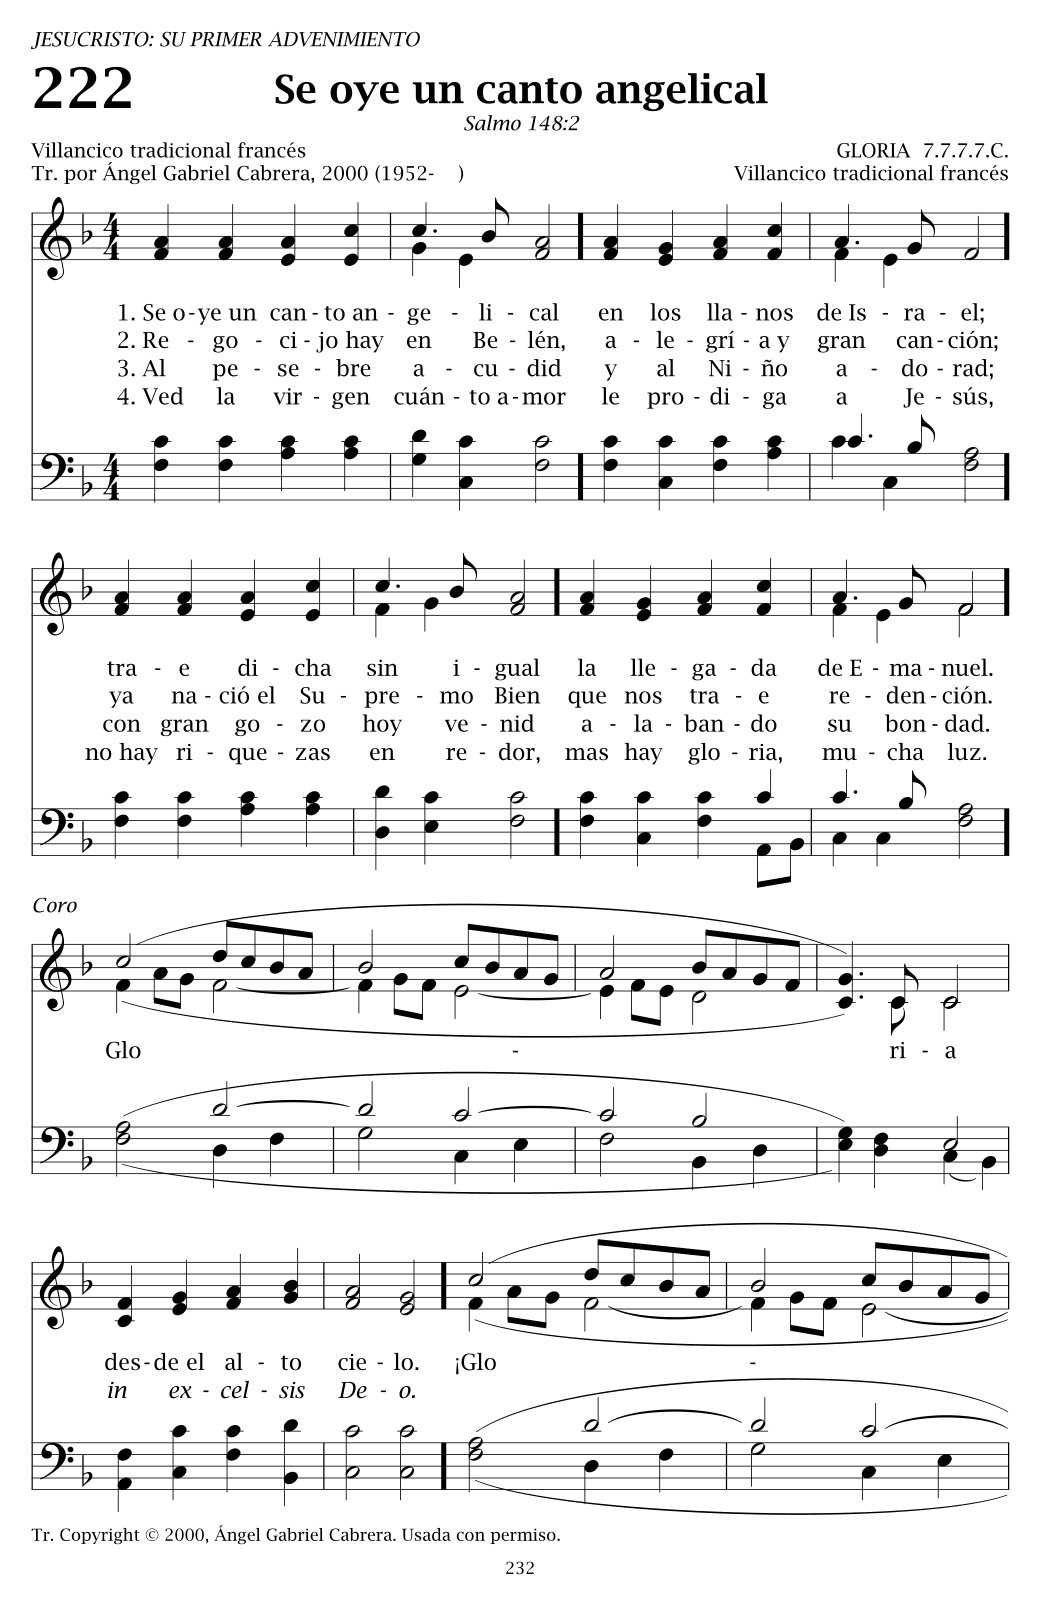 JESUCRISTO: SU PRIMER ADVENIMIENTO
222 Se oye un canto angelical
Salmo 148:2
Villancico tradicional francés GLORIA 7.7.7.7.C.
Tr. por Ángel Gabriel Cabrera, 2000 (1952- ) Villancico tradicional francés
1. Se o-ye un can - to an - ge - li - cal en los lla - nos de Is - ra - el;
2. Re - go - ci - jo hay en Be - lén, a - le - grí - a y gran can - ción;
3. Al pe - se - bre a - cu - did y al Ni - ño a - do - rad;
4. Ved la vir - gen cuán - to a - mor le pro - di - ga a Je - sús,
tra - e di - cha sin i - gual la lle - ga - da de E - ma - nuel.
ya na - ció el Su - pre - mo Bien que nos tra - e re - den - ción.
con gran go - zo hoy ve - nid a - la - ban - do su bon - dad.
no hay ri - que - zas en re - dor, mas hay glo - ria, mu - cha luz.
Coro
Glo - ri - a
des - de el al - to cie - lo. ¡Glo -
in ex - cel - sis De - o.
Tr. Copyright © 2000, Ángel Gabriel Cabrera. Usada con permiso.
232